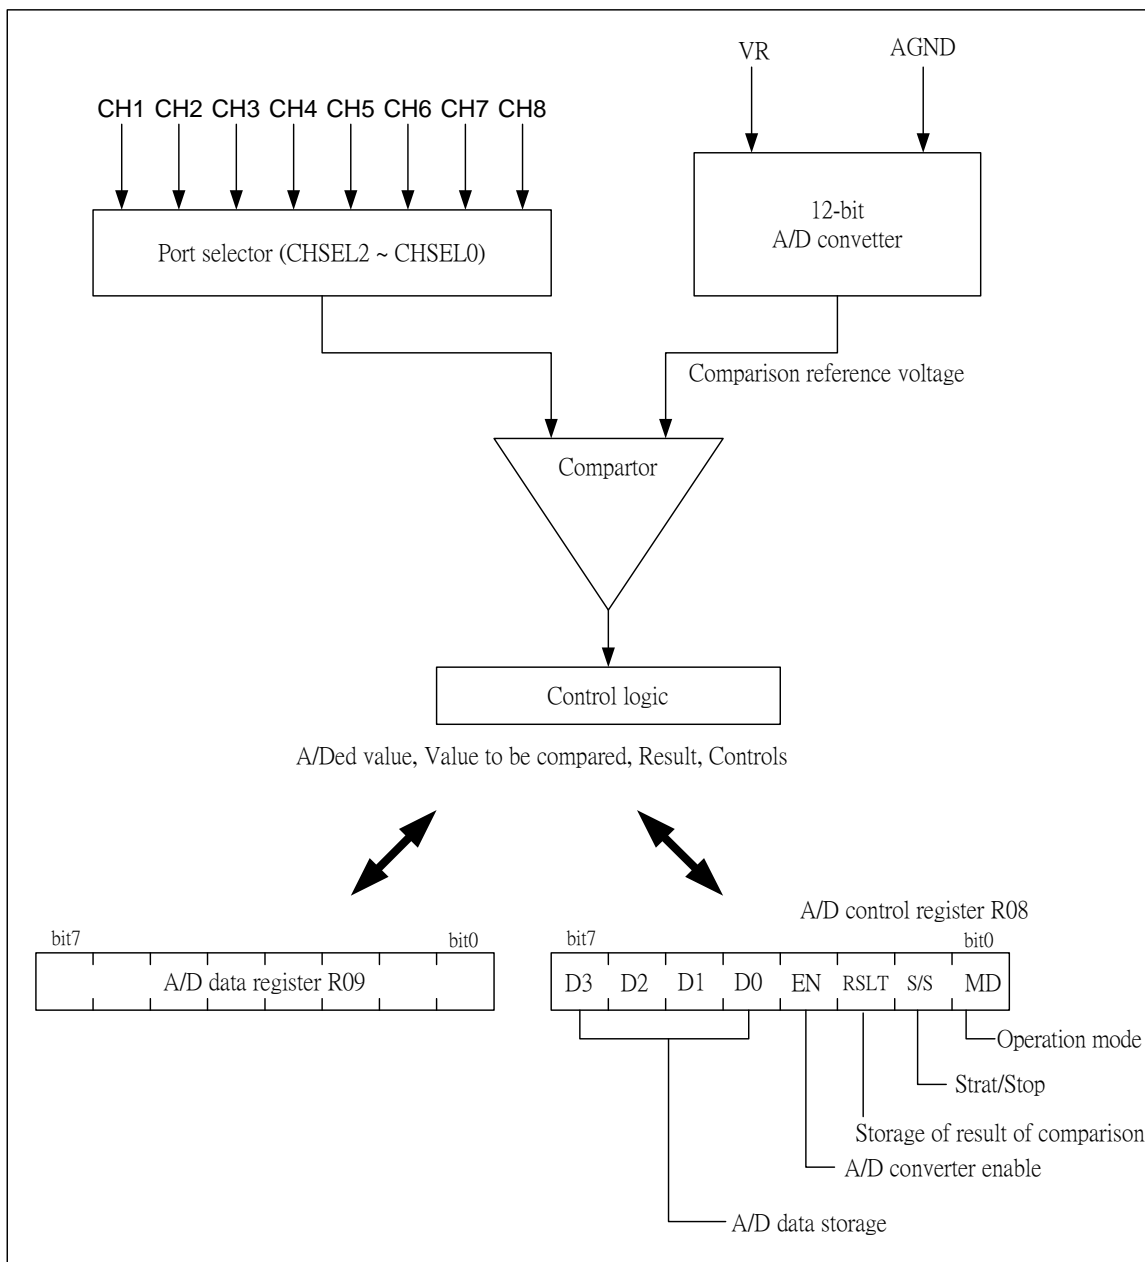 VR AGND
CH1 CH2 CH3 CH4 CH5 CH6 CH7 CH8
12-bit
A/D convetter
Port selector (CHSEL2 ~ CHSEL0)
Comparison reference voltage
Compartor
Control logic
A/Ded value, Value to be compared, Result, Controls
A/D control register R08
bit7 bit0
A/D data register R09
bit7 bit0
D3 D2 D1 D0 EN RSLT S/S MD
Operation mode
Strat/Stop
Storage of result of comparison
A/D converter enable
A/D data storage